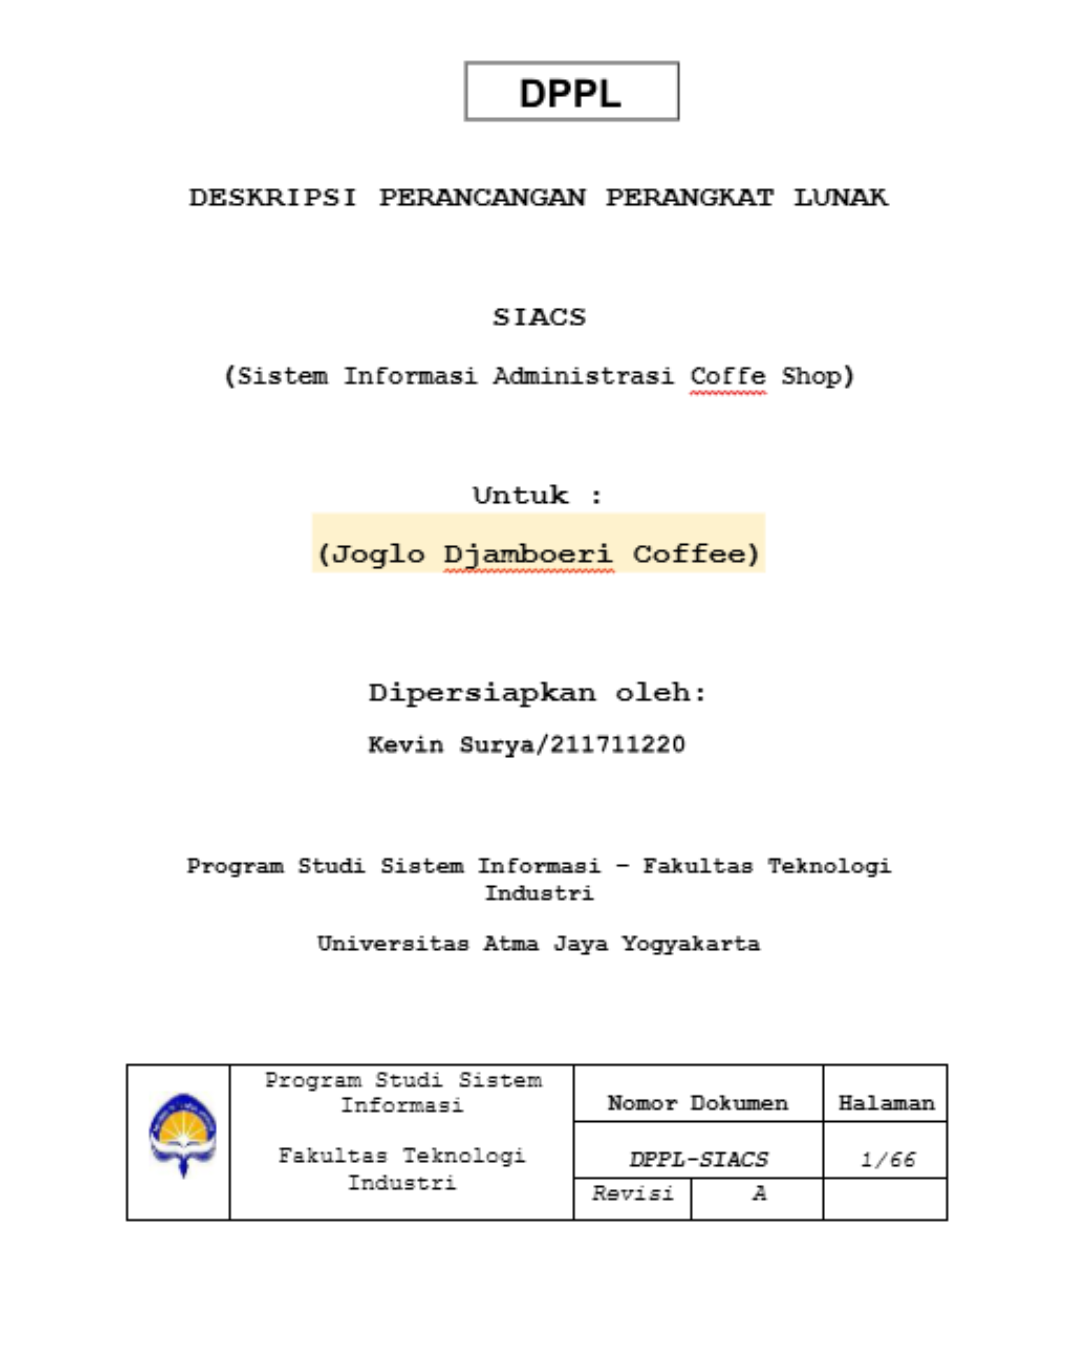 DPPL
DESKRIPSI PERANCANGAN PERANGKAT LUNAK
SIACS
(Sistem Informasi Administrasi Coffe Shop)
Untuk :
(Joglo Djamboeri Coffee)
Dipersiapkan oleh:
Kevin Surya/211711220
Program Studi Sistem Informasi – Fakultas Teknologi
Industri
Universitas Atma Jaya Yogyakarta
Program Studi Sistem
Informasi
Fakultas Teknologi
Industri
Nomor Dokumen
Halaman
DPPL-SIACS
1/66
Revisi
A